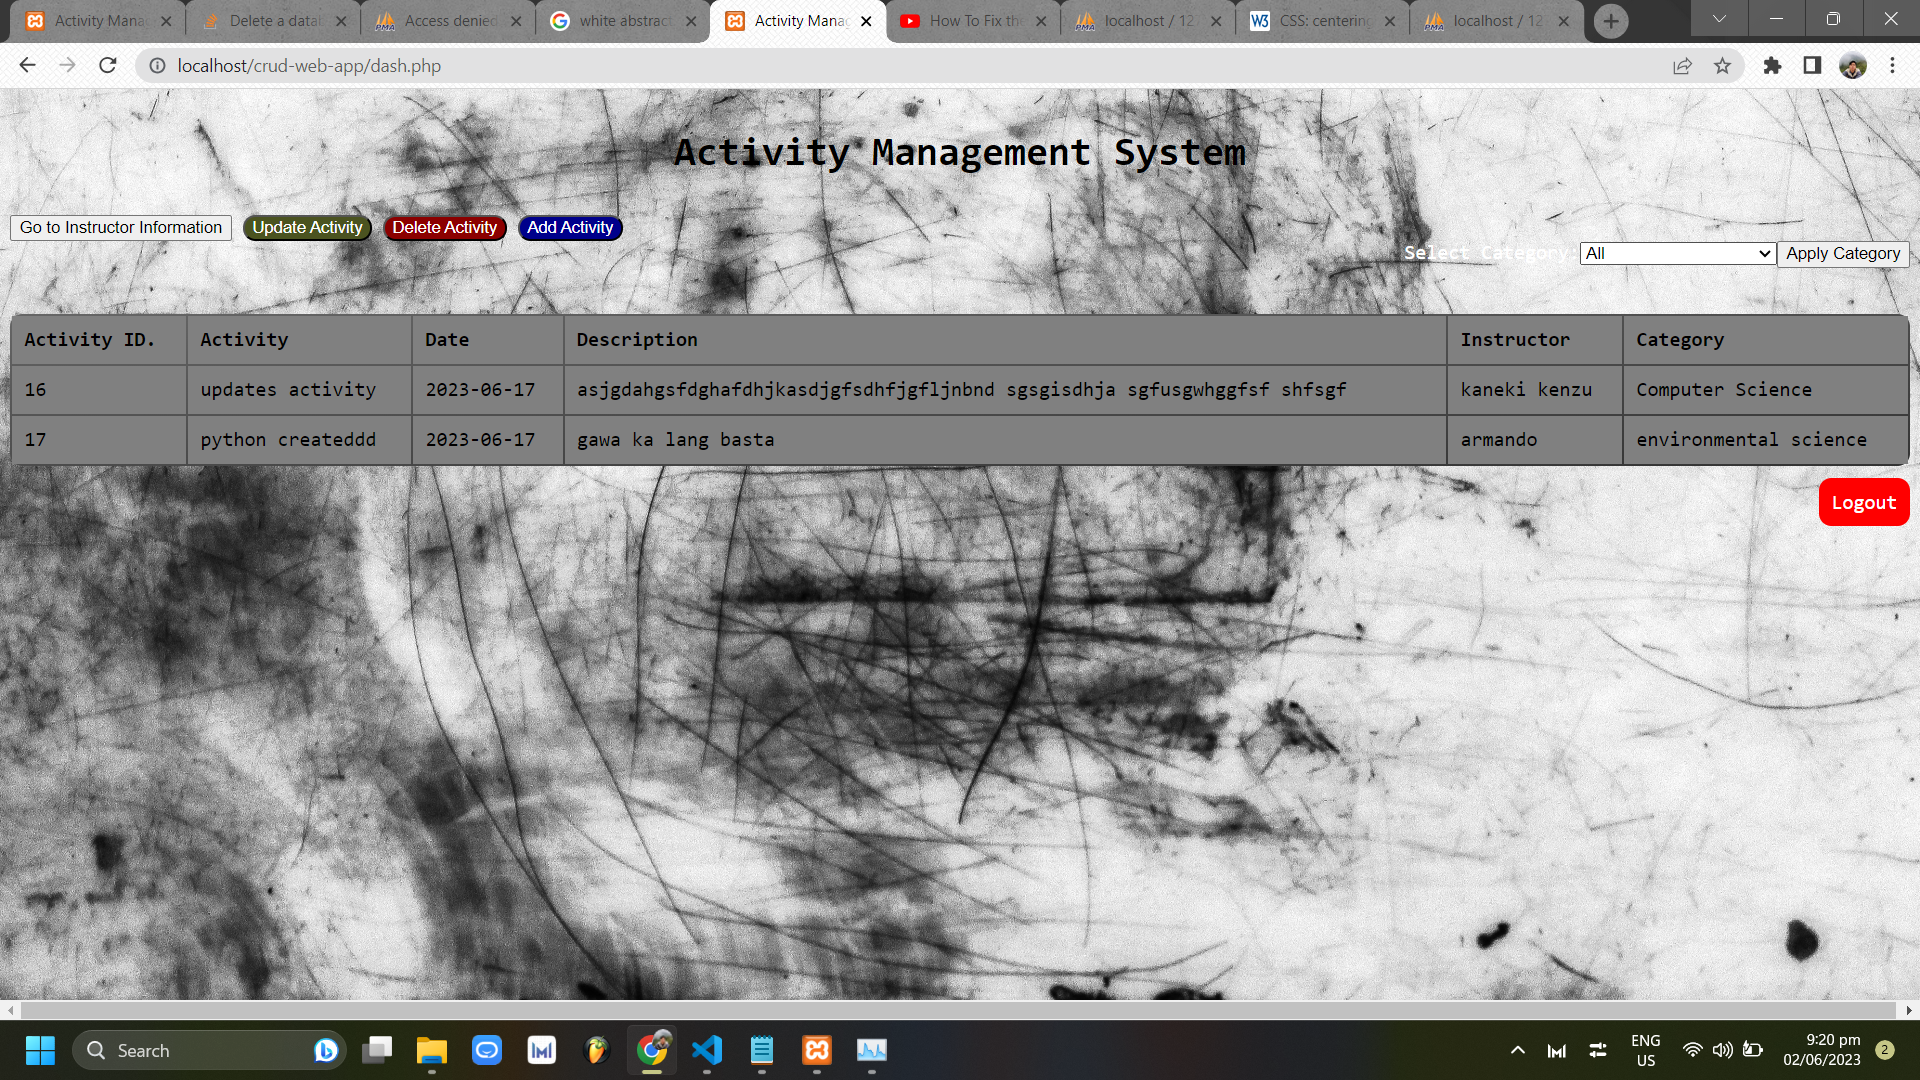 Activity Mana
Delete a datal
Access denied
white abstract
Activity Manag
How To Fix the
localhost / 12
CSS: centering
localhost / 12
localhost/crud-web-app/dash.php
Activity Management System
Go to Instructor Information Update Activity Delete Activity Add Activity
Select Category: All Apply Category
Activity ID. Activity Date Description Instructor Category
16 updates activity 2023-06-17 asjgdahgsfdghafdhjkasdjgfsdhfjgfljnbnd sgsgisdhja sgfusgwhggfsf shfsgf kaneki kenzu Computer Science
17 python createddd 2023-06-17 gawa ka lang basta armando environmental science
Logout
Search
ENG
US
9:20 pm
02/06/2023
2